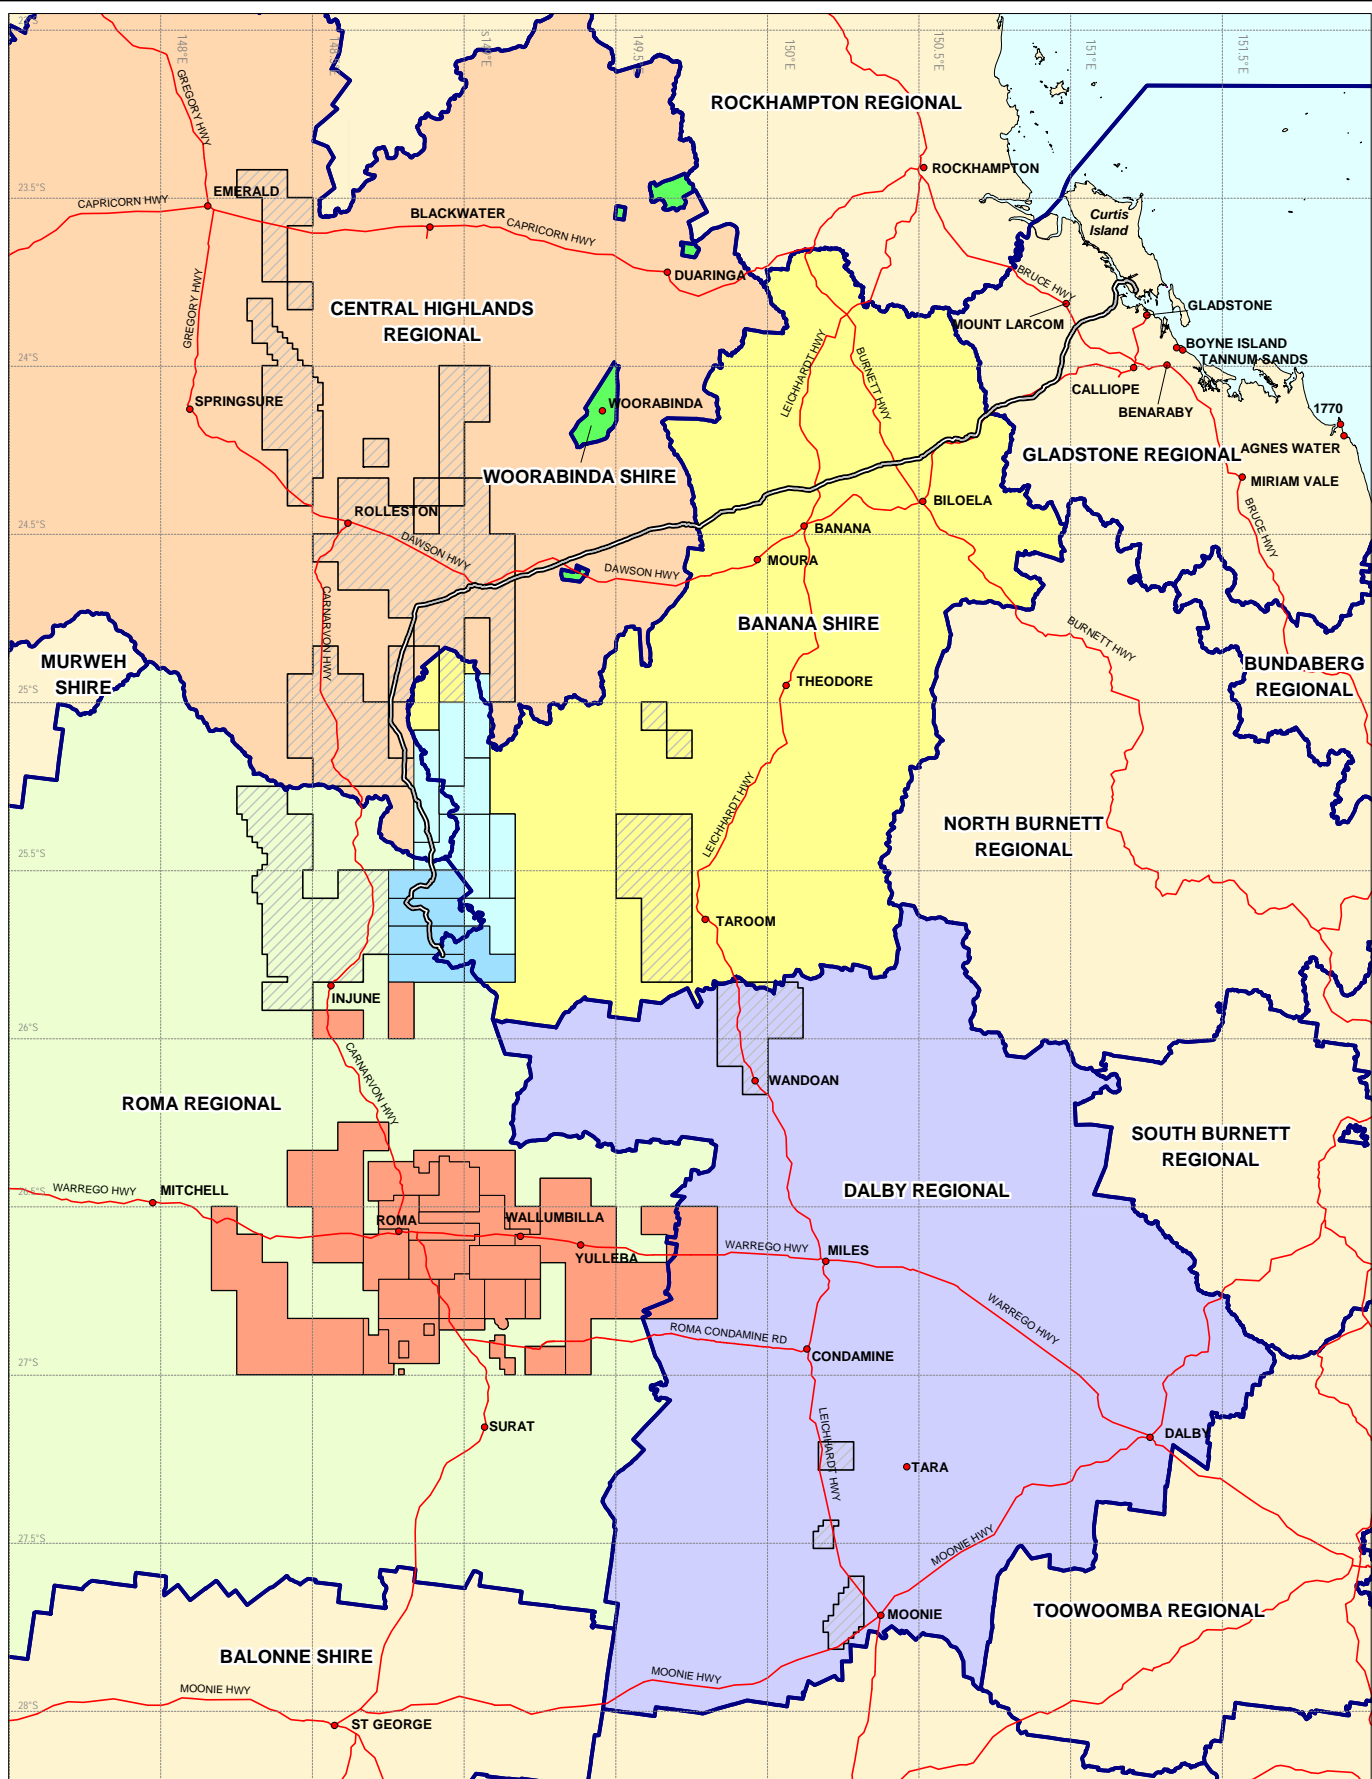 148°E
149.5°E
150°E
150.5°E
151°E
151.5°E
GREGORY HWY
ROCKHAMPTON REGIONAL
ROCKHAMPTON
23.5°S
EMERALD
CAPRICORN HWY
BLACKWATER
CAPRICORN HWY
Curtis
Island
DUARINGA
BRUCE HWY
GREGORY HWY
CENTRAL HIGHLANDS
REGIONAL
GLADSTONE
MOUNT LARCOM
LEICHHARDT HWY
BURNETT HWY
BOYNE ISLAND
TANNUM SANDS
24°S
CALLIOPE
BENARABY
SPRINGSURE
WOORABINDA
1770
AGNES WATER
GLADSTONE REGIONAL
WOORABINDA SHIRE
MIRIAM VALE
BILOELA
ROLLESTON
BRUCE HWY
24.5°S
BANANA
DAWSON HWY
MOURA
DAWSON HWY
CARNARVON HWY
BANANA SHIRE
BURNETT HWY
MURWEH
SHIRE
BUNDABERG
REGIONAL
THEODORE
25°S
LEICHHARDT HWY
NORTH BURNETT
REGIONAL
25.5°S
TAROOM
INJUNE
26°S
CARNARVON HWY
WANDOAN
ROMA REGIONAL
SOUTH BURNETT
REGIONAL
WARREGO HWY
MITCHELL
DALBY REGIONAL
26.5°S
ROMA
WALLUMBILLA
YULLEBA
WARREGO HWY
MILES
WARREGO HWY
ROMA CONDAMINE RD
CONDAMINE
27°S
LEICHHARDT HWY
SURAT
DALBY
TARA
27.5°S
MOONIE HWY
MOONIE
TOOWOOMBA REGIONAL
BALONNE SHIRE
MOONIE HWY
MOONIE HWY
28°S
ST GEORGE